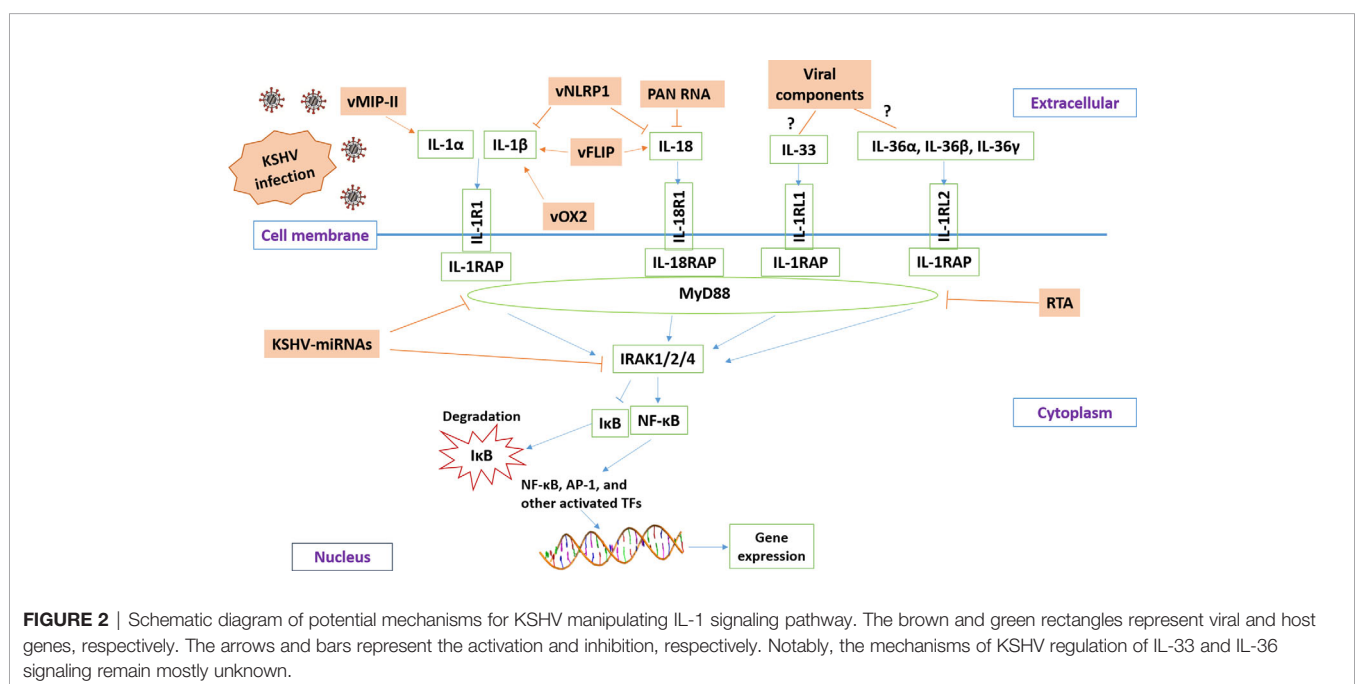 vMIP-II
vNLRP1
PAN RNA
Viral
components
Extracellular
?
?
IL-1α
IL-1β
vFLIP
IL-18
IL-33
IL-36α, IL-36β, IL-36γ
KSHV
infection
vOX2
IL-1R1
IL-18R1
IL-1RL1
IL-1RL2
Cell membrane
IL-1RAP
IL-18RAP
IL-1RAP
IL-1RAP
MyD88
RTA
KSHV-miRNAs
IRAK1/2/4
Degradation
IκB
NF-κB
Cytoplasm
IκB
NF-κB, AP-1, and
other activated TFs
Nucleus
Gene
expression
FIGURE 2 | Schematic diagram of potential mechanisms for KSHV manipulating IL-1 signaling pathway. The brown and green rectangles represent viral and host
genes, respectively. The arrows and bars represent the activation and inhibition, respectively. Notably, the mechanisms of KSHV regulation of IL-33 and IL-36
signaling remain mostly unknown.